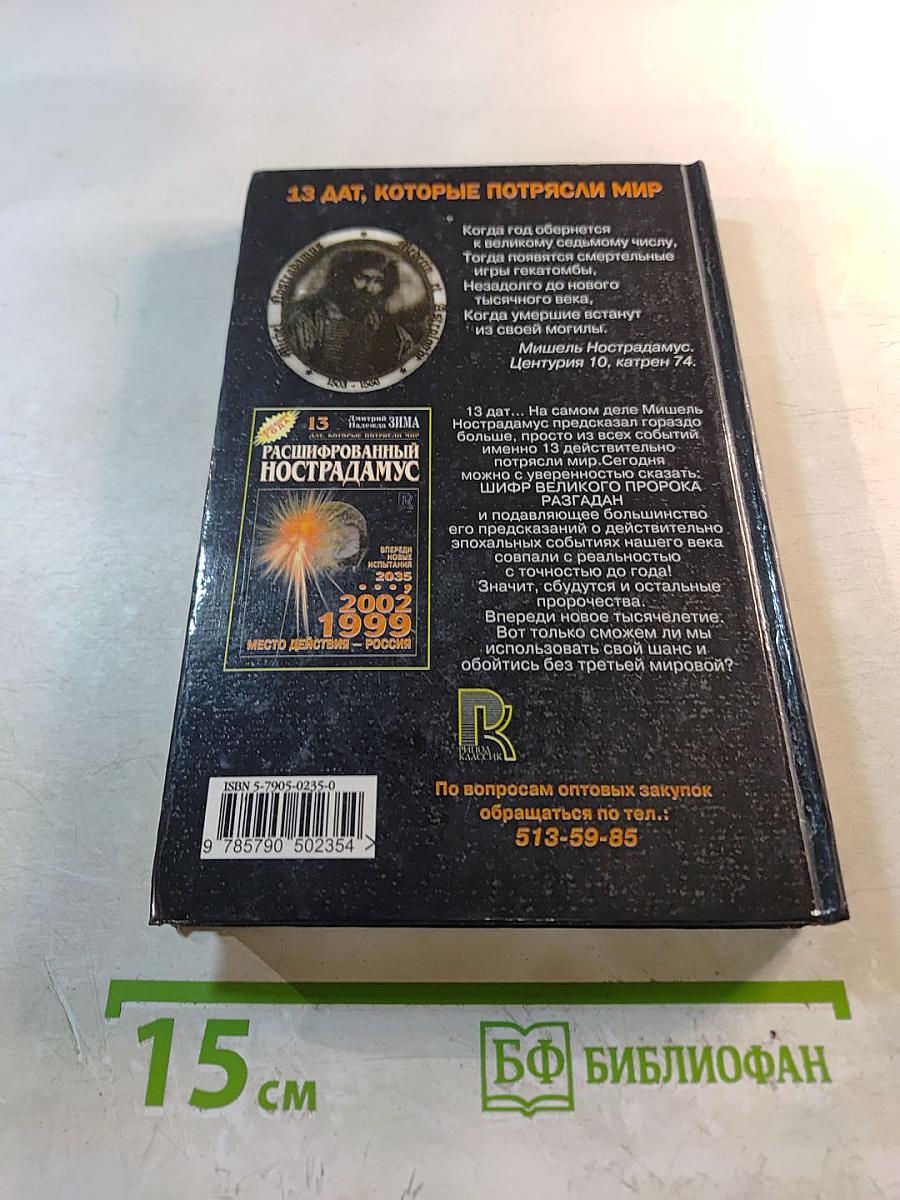 13 ДАТ, КОТОРЫЕ ПОТРЯСЛИ МИР
Когда год обернется
к великому седьмому числу,
Тогда появятся смертельные
игры гекатомбы,
Незадолго до нового
тысячного века,
Когда умершие встанут
из своей могилы.
Мишель Нострадамус.
Центурия 10, катрен 74.
1503 - 1566
13 дат... На самом деле Мишель
Нострадамус предсказал гораздо
больше, просто из всех событий
именно 13 действительно
потрясли мир.Сегодня
можно с уверенностью сказать:
ШИФР ВЕЛИКОГО ПРОРОКА
РАЗГАДАН
и подавляющее большинство
его предсказаний о действительно
эпохальных событиях нашего века
совпали с реальностью
с точностью до года!
Значит, сбудутся и остальные
пророчества.
Впереди новое тысячелетие.
Вот только сможем ли мы
использовать свой шанс и
обойтись без третьей мировой?
13 Дмитрий
Надежда ЗИМА
ДАТ, КОТОРЫЕ ПОТРЯСЛИ МИР
РАСШИФРОВАННЫЙ
НОСТРАДАМУС
ВПЕРЕДИ
НОВЫЕ
ИСПЫТАНИЯ
2035
...,
2002
1999
МЕСТО ДЕЙСТВИЯ – РОССИЯ
РИПОЛ
КЛАССИК
ISBN 5-7905-0235-0
9 785790 502354 >
По вопросам оптовых закупок
обращаться по тел.:
513-59-85
15 см
БФ БИБЛИОФАН